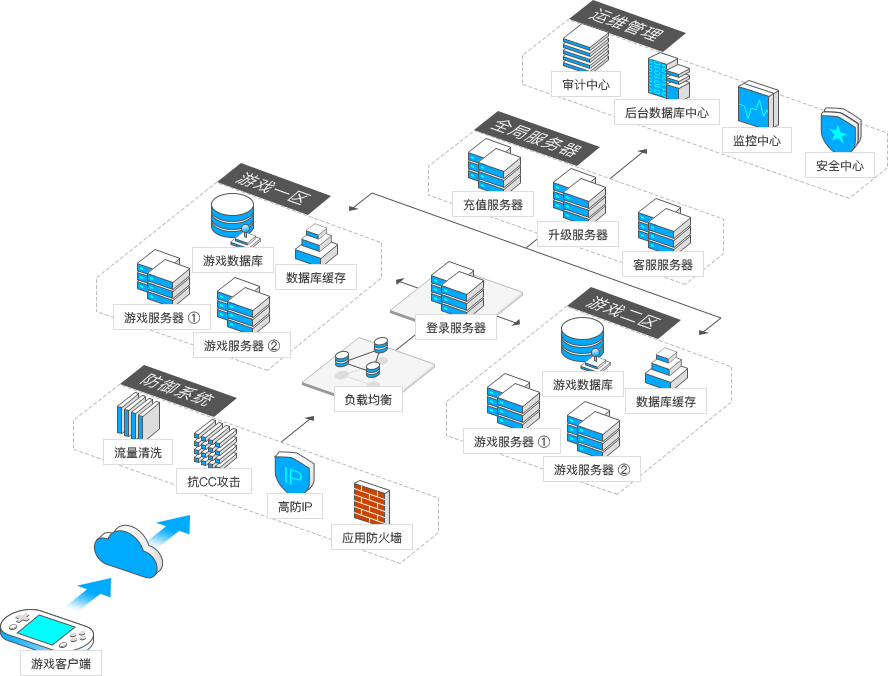 运维管理
审计中心
后台数据库中心
监控中心
安全中心
全局服务器
充值服务器
升级服务器
客服服务器
游戏一区
游戏数据库
数据库缓存
游戏服务器 ①
游戏服务器 ②
登录服务器
负载均衡
游戏二区
游戏数据库
数据库缓存
游戏服务器 ①
游戏服务器 ②
防御系统
流量清洗
抗CC攻击
IP
高防IP
应用防火墙
游戏客户端